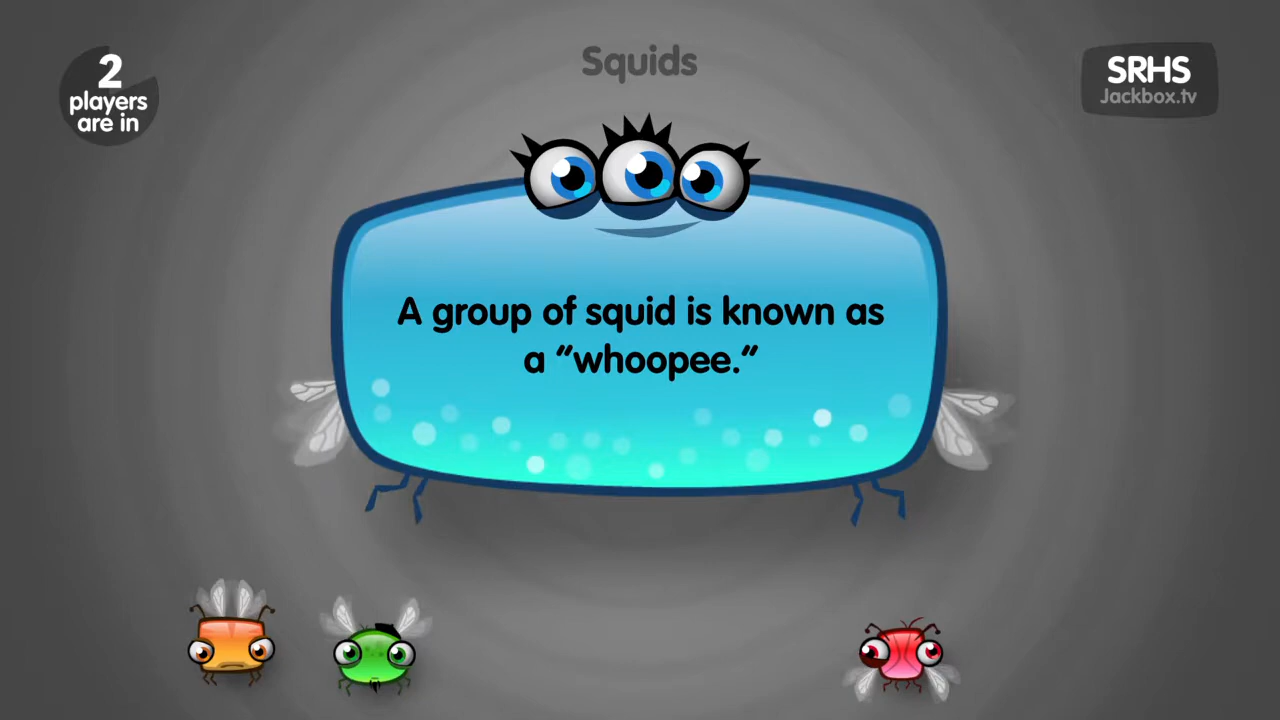 Squids
2
players
are in
SRHS
Jackbox.tv
A group of squid is known as
a “whoopee.”